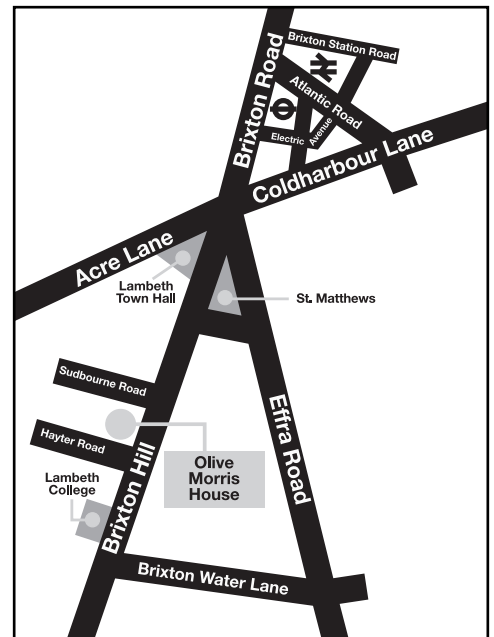 Brixton Station Road
Brixton Road
Atlantic Road
Electric
Avenue
Coldharbour Lane
Acre Lane
Lambeth
Town Hall
St. Matthews
Sudbourne Road
Effra Road
Hayter Road
Olive
Morris
House
Lambeth
College
Brixton Hill
Brixton Water Lane